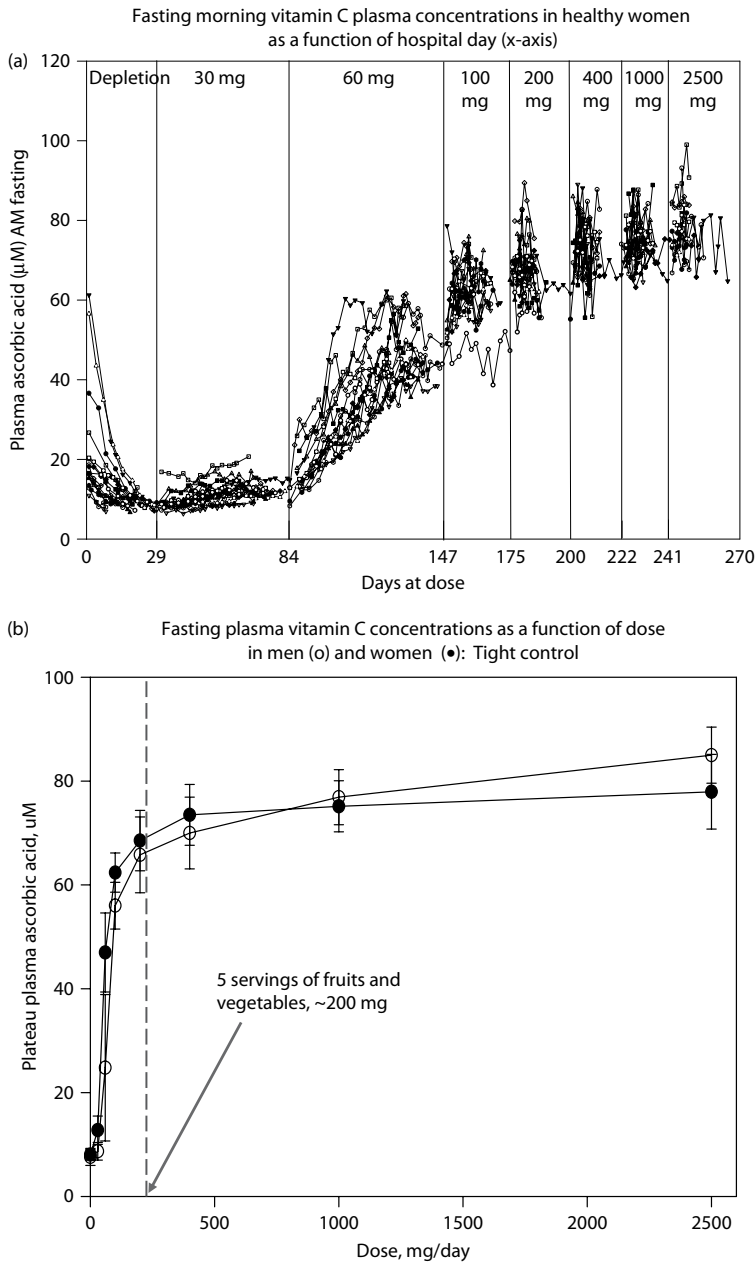 Fasting morning vitamin C plasma concentrations in healthy women
as a function of hospital day (x-axis)
(a)
120
100
80
60
40
20
0
Plasma ascorbic acid (μM) AM fasting
Depletion
30 mg
60 mg
100
mg
200
mg
400
mg
1000
mg
2500
mg
0
29
84
147
175
200
222
241
270
Days at dose
(b)
Fasting plasma vitamin C concentrations as a function of dose
in men (o) and women (●): Tight control
100
80
60
40
20
0
Plateau plasma ascorbic acid, uM
5 servings of fruits and
vegetables, ~200 mg
0
500
1000
1500
2000
2500
Dose, mg/day